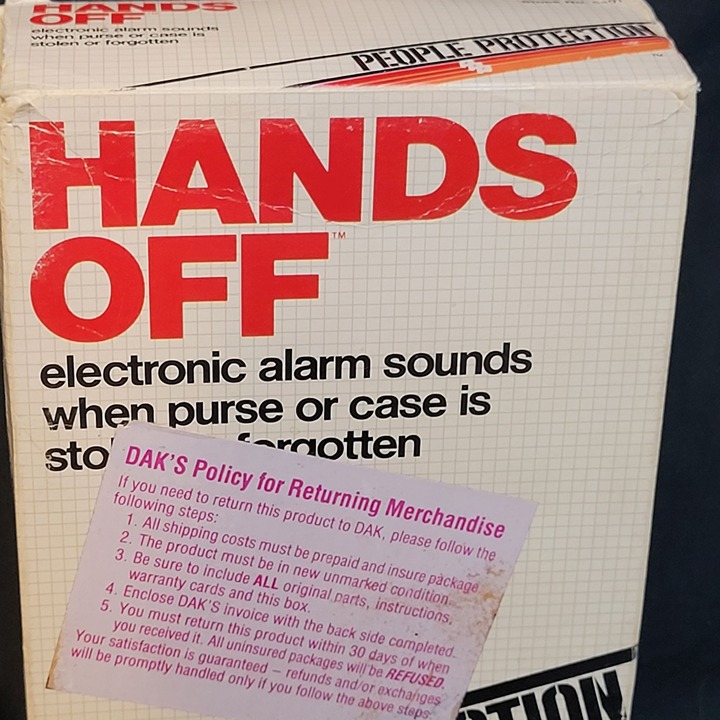 HANDS
OFF
electronic alarm sounds
when purse or case is
stolen or forgotten
PEOPLE PROTECTION
HANDS
OFF™
electronic alarm sounds
when purse or case is
sto forgotten
DAK'S Policy for Returning Merchandise
If you need to return this product to DAK, please follow the
following steps:
1. All shipping costs must be prepaid and insure package
2. The product must be in new unmarked condition.
3. Be sure to include ALL original parts, instructions,
warranty cards and this box.
4. Enclose DAK'S invoice with the back side completed.
5. You must return this product within 30 days of when
you received it. All uninsured packages will be REFUSED.
Your satisfaction is guaranteed – refunds and/or exchanges
will be promptly handled only if you follow the above steps.
TION